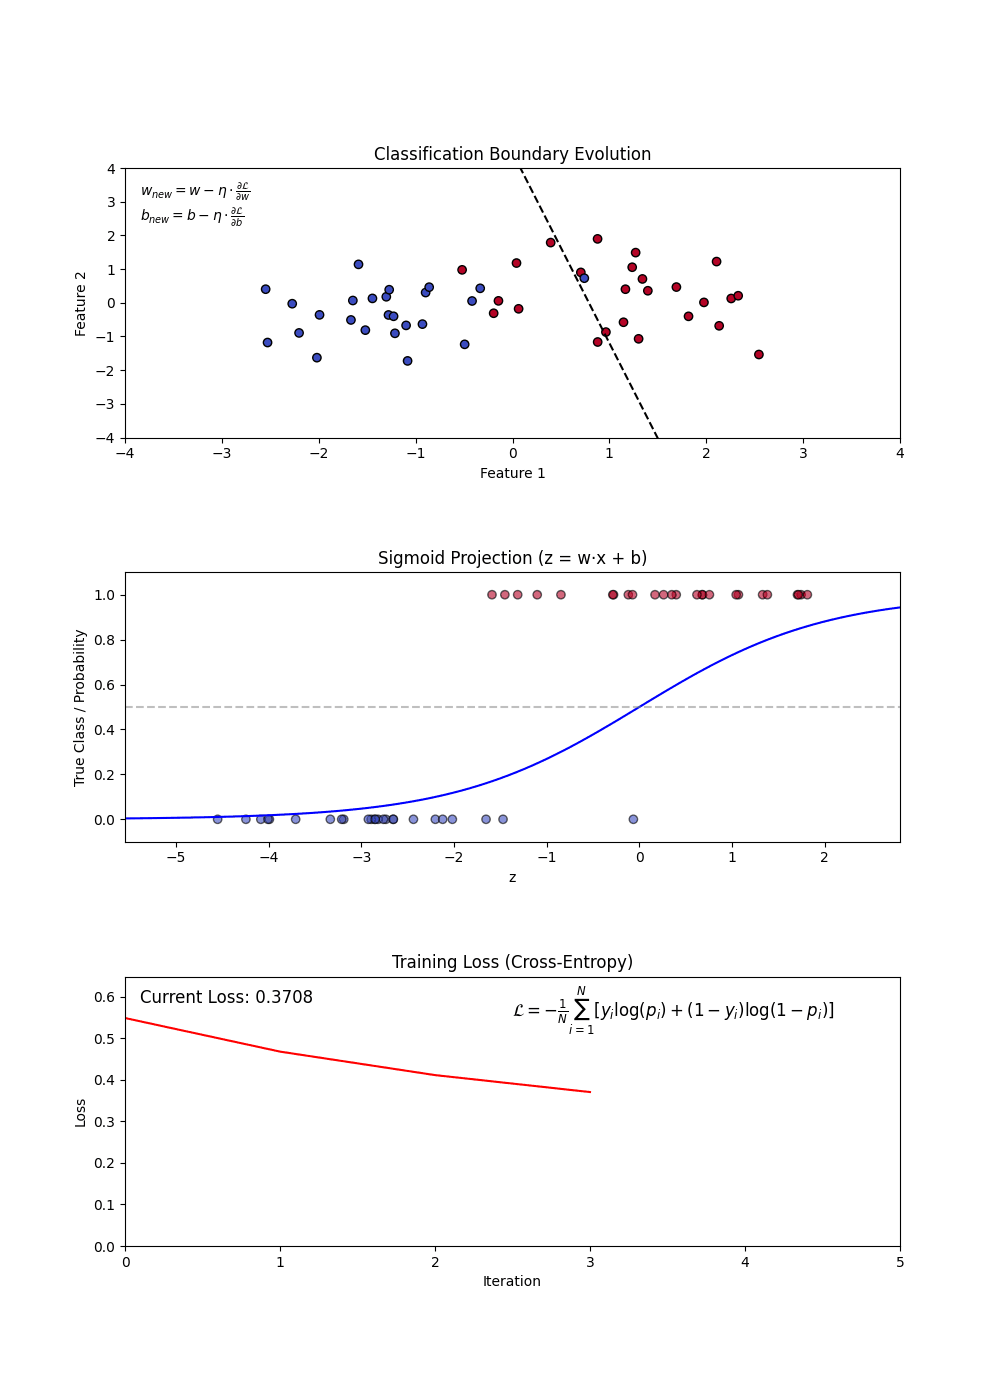 Classification Boundary Evolution
w_new = w − η · ∂ℒ/∂w
b_new = b − η · ∂ℒ/∂b
4
3
2
1
0
−1
−2
−3
−4
Feature 2
−4 −3 −2 −1 0 1 2 3 4
Feature 1
Sigmoid Projection (z = w·x + b)
1.0
0.8
0.6
0.4
0.2
0.0
True Class / Probability
−5 −4 −3 −2 −1 0 1 2
z
Training Loss (Cross-Entropy)
Current Loss: 0.3708
ℒ = −1/N ∑_{i=1}^{N} [y_i log(p_i) + (1 − y_i)log(1 − p_i)]
0.6
0.5
0.4
0.3
0.2
0.1
0.0
Loss
0 1 2 3 4 5
Iteration